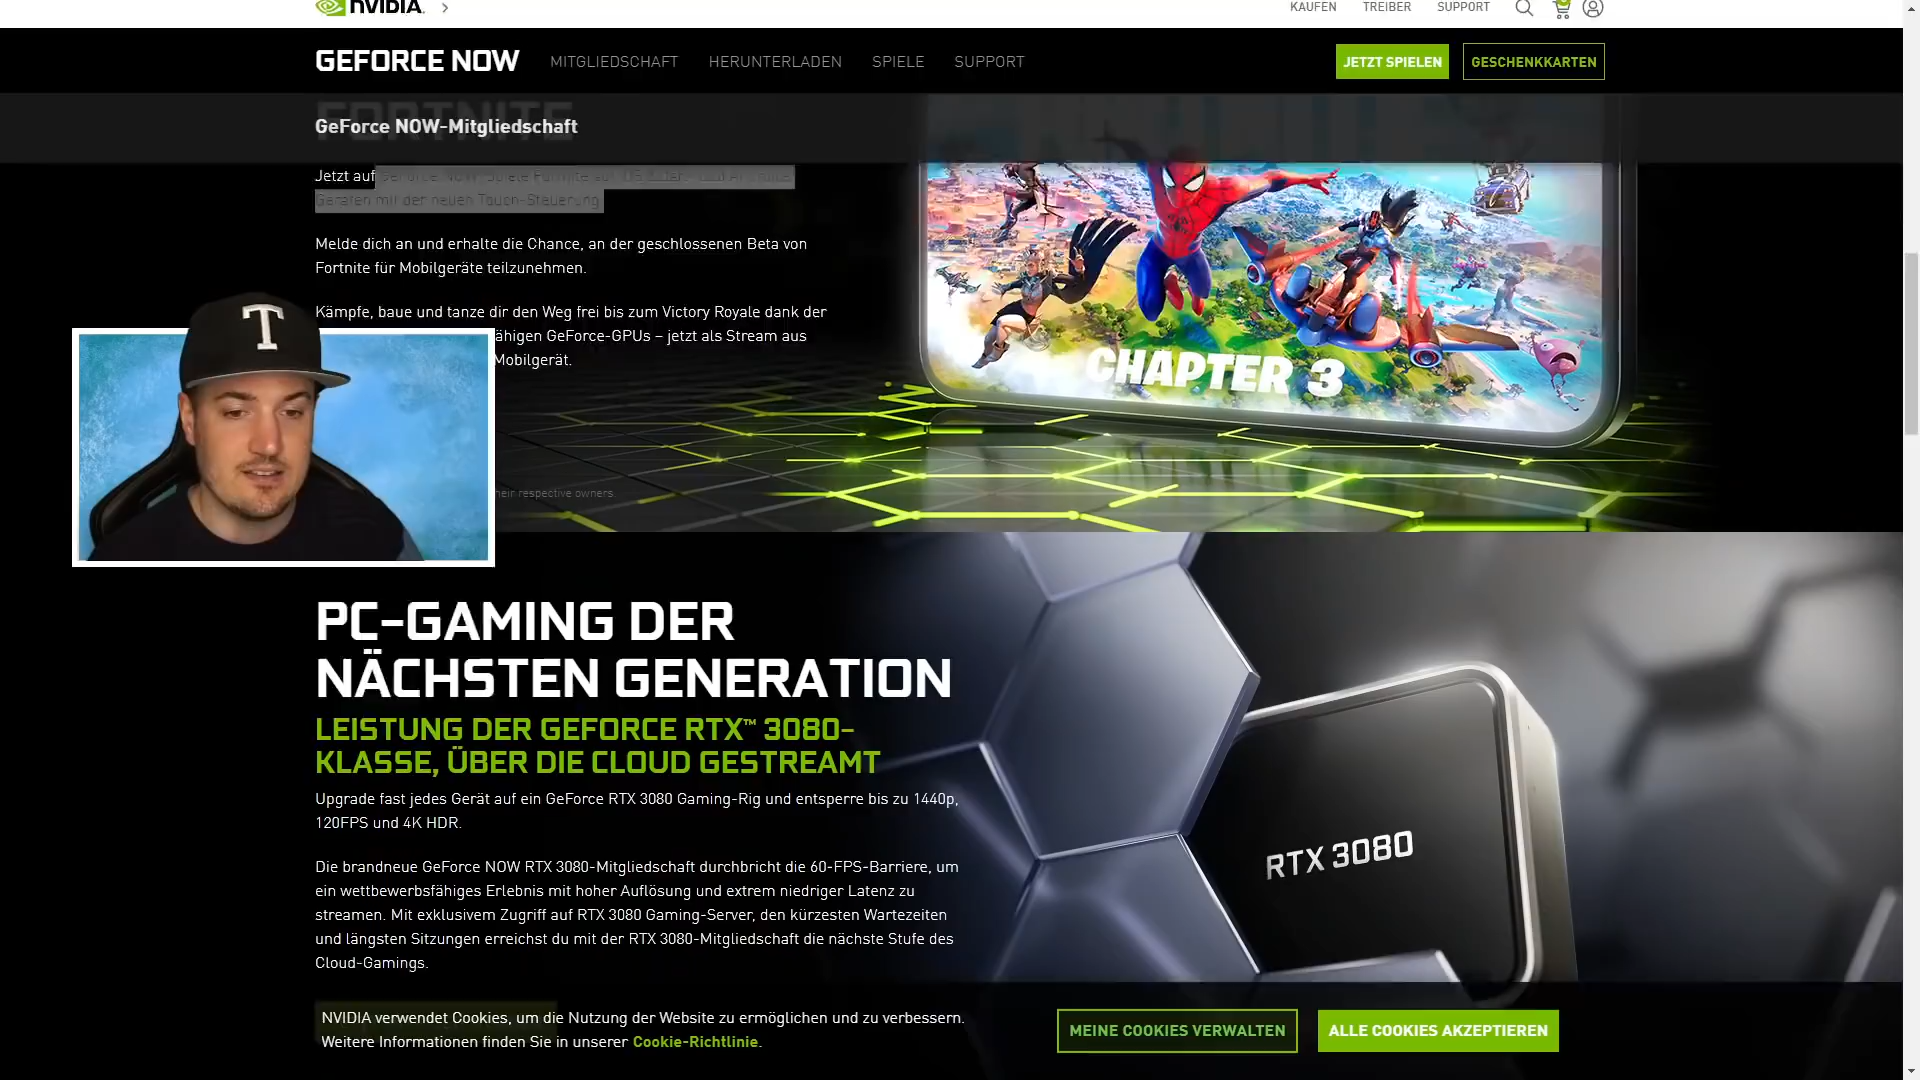 NVIDIA.
KAUFEN
TREIBER
SUPPORT
GEFORCE NOW
MITGLIEDSCHAFT
HERUNTERLADEN
SPIELE
SUPPORT
JETZT SPIELEN
GESCHENKKARTEN
FORTNITE
GeForce NOW-Mitgliedschaft
Jetzt auf GeForce NOW: Spiele Fortnite auf
Geräten mit der neuen Touch-Steuerung
Melde dich an und erhalte die Chance, an der geschlossenen Beta von
Fortnite für Mobilgeräte teilzunehmen.
Kämpfe, baue und tanze dir den Weg frei bis zum Victory Royale dank der
ähigen GeForce-GPUs – jetzt als Stream aus
Mobilgerät.
CHAPTER 3
T
heir respective owners.
PC-GAMING DER
NÄCHSTEN GENERATION
LEISTUNG DER GEFORCE RTX™ 3080-
KLASSE, ÜBER DIE CLOUD GESTREAMT
Upgrade fast jedes Gerät auf ein GeForce RTX 3080 Gaming-Rig und entsperre bis zu 1440p,
120FPS und 4K HDR.
Die brandneue GeForce NOW RTX 3080-Mitgliedschaft durchbricht die 60-FPS-Barriere, um
ein wettbewerbsfähiges Erlebnis mit hoher Auflösung und extrem niedriger Latenz zu
streamen. Mit exklusivem Zugriff auf RTX 3080 Gaming-Server, den kürzesten Wartezeiten
und längsten Sitzungen erreichst du mit der RTX 3080-Mitgliedschaft die nächste Stufe des
Cloud-Gamings.
RTX 3080
NVIDIA verwendet Cookies, um die Nutzung der Website zu ermöglichen und zu verbessern.
Weitere Informationen finden Sie in unserer Cookie-Richtlinie.
MEINE COOKIES VERWALTEN
ALLE COOKIES AKZEPTIEREN